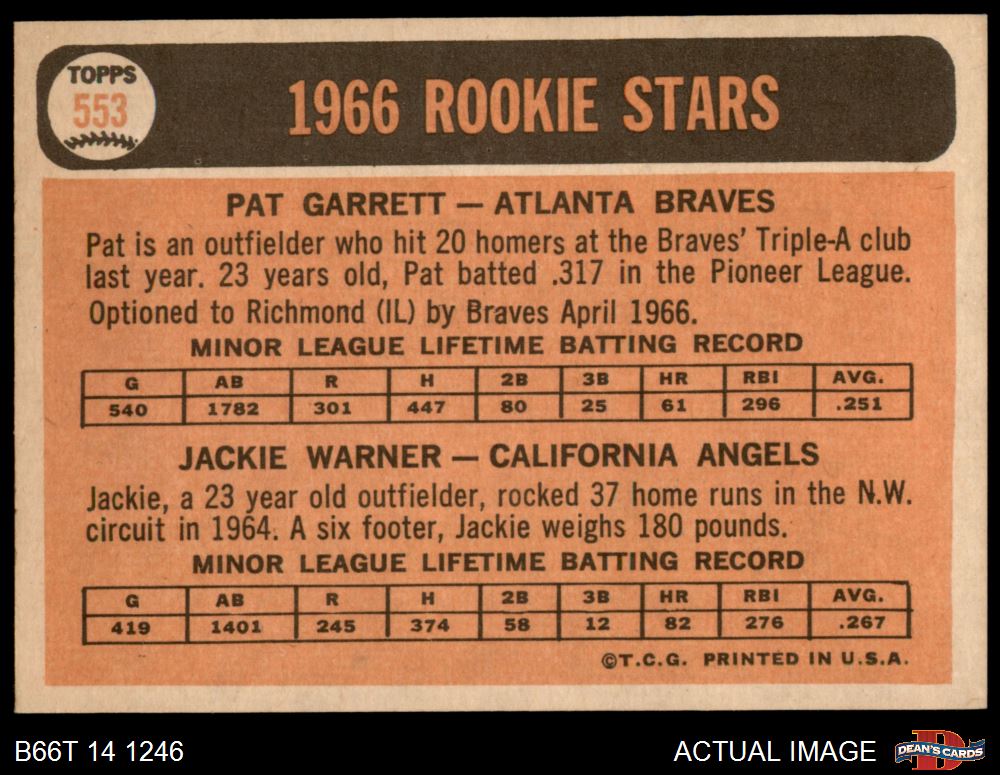 TOPPS
553
1966 ROOKIE STARS
PAT GARRETT — ATLANTA BRAVES
Pat is an outfielder who hit 20 homers at the Braves' Triple-A club
last year. 23 years old, Pat batted .317 in the Pioneer League.
Optioned to Richmond (IL) by Braves April 1966.
MINOR LEAGUE LIFETIME BATTING RECORD
G AB R H 2B 3B HR RBI AVG.
540 1782 301 447 80 25 61 296 .251
JACKIE WARNER — CALIFORNIA ANGELS
Jackie, a 23 year old outfielder, rocked 37 home runs in the N.W.
circuit in 1964. A six footer, Jackie weighs 180 pounds.
MINOR LEAGUE LIFETIME BATTING RECORD
G AB R H 2B 3B HR RBI AVG.
419 1401 245 374 58 12 82 276 .267
©T.C.G. PRINTED IN U.S.A.
B66T 14 1246
ACTUAL IMAGE
D
DEAN'S CARDS